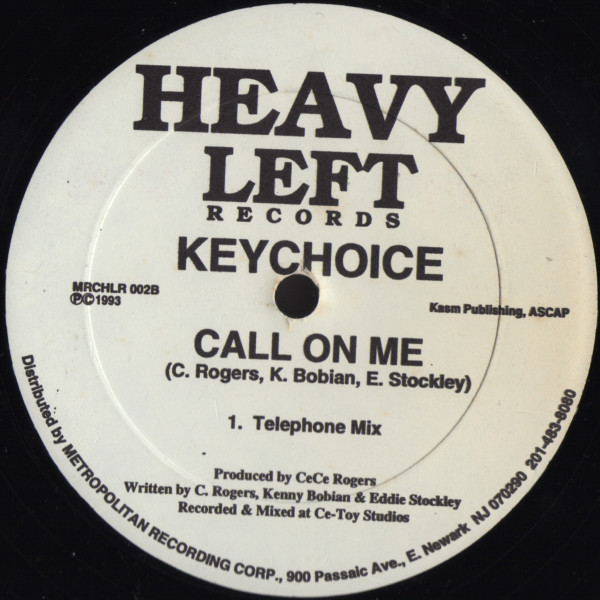 HEAVY
LEFT
RECORDS
KEYCHOICE
MRCHLR 002B
℗©1993
Kasm Publishing, ASCAP
CALL ON ME
(C. Rogers, K. Bobian, E. Stockley)
1. Telephone Mix
Produced by CeCe Rogers
Written by C. Rogers, Kenny Bobian & Eddie Stockley
Recorded & Mixed at Ce-Toy Studios
Distributed by METROPOLITAN RECORDING CORP., 900 Passaic Ave., E. Newark NJ 070290 201-483-8080